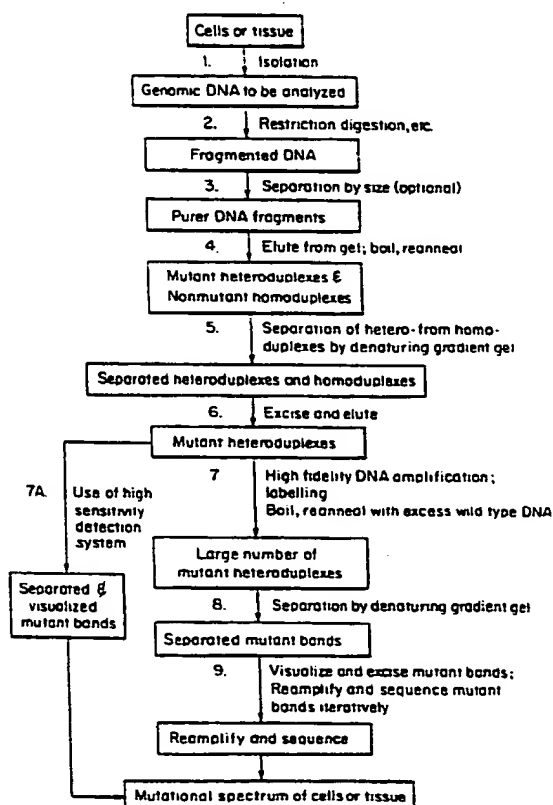 Cells or tissue
1. Isolation
Genomic DNA to be analyzed
2. Restriction digestion, etc.
Fragmented DNA
3. Separation by size (optional)
Purer DNA fragments
4. Elute from gel; boil, reanneal
Mutant heteroduplexes &
Nonmutant homoduplexes
5. Separation of hetero-from homo-
duplexes by denaturing gradient gel
Separated heteroduplexes and homoduplexes
6. Excise and elute
Mutant heteroduplexes
7A. Use of high
sensitivity
detection
system
7 High fidelity DNA amplification;
labelling
Boil, reanneal with excess wild type DNA
Large number of
mutant heteroduplexes
Separated &
visualized
mutant bands
8. Separation by denaturing gradient gel
Separated mutant bands
9. Visualize and excise mutant bands;
Reamplify and sequence mutant
bands iteratively
Reamplify and sequence
Mutational spectrum of cells or tissue